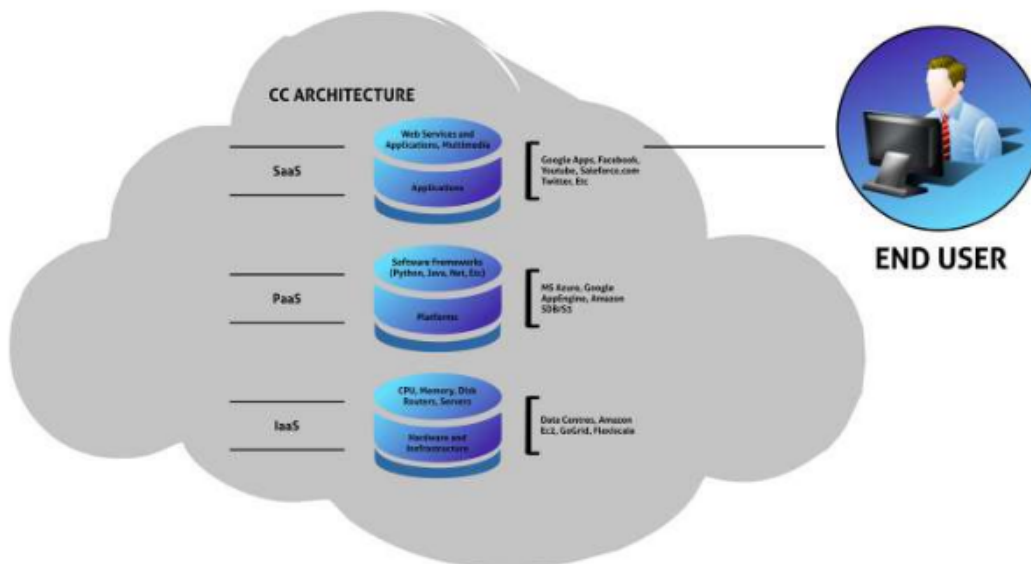 CC ARCHITECTURE
SaaS
Web Services and
Applications, Multimedia
Applications
Google Apps, Facebook,
Youtube, Saleforce.com
Twitter, Etc
END USER
PaaS
Software Frameworks
(Python, Java, Net, Etc)
Platforms
MS Azure, Google
AppEngine, Amazon
SDB/S3
IaaS
CPU, Memory, Disk
Routers, Servers
Hardware and
Inefrastructure
Data Centres, Amazon
Ec2, GoGrid, Flexiscala